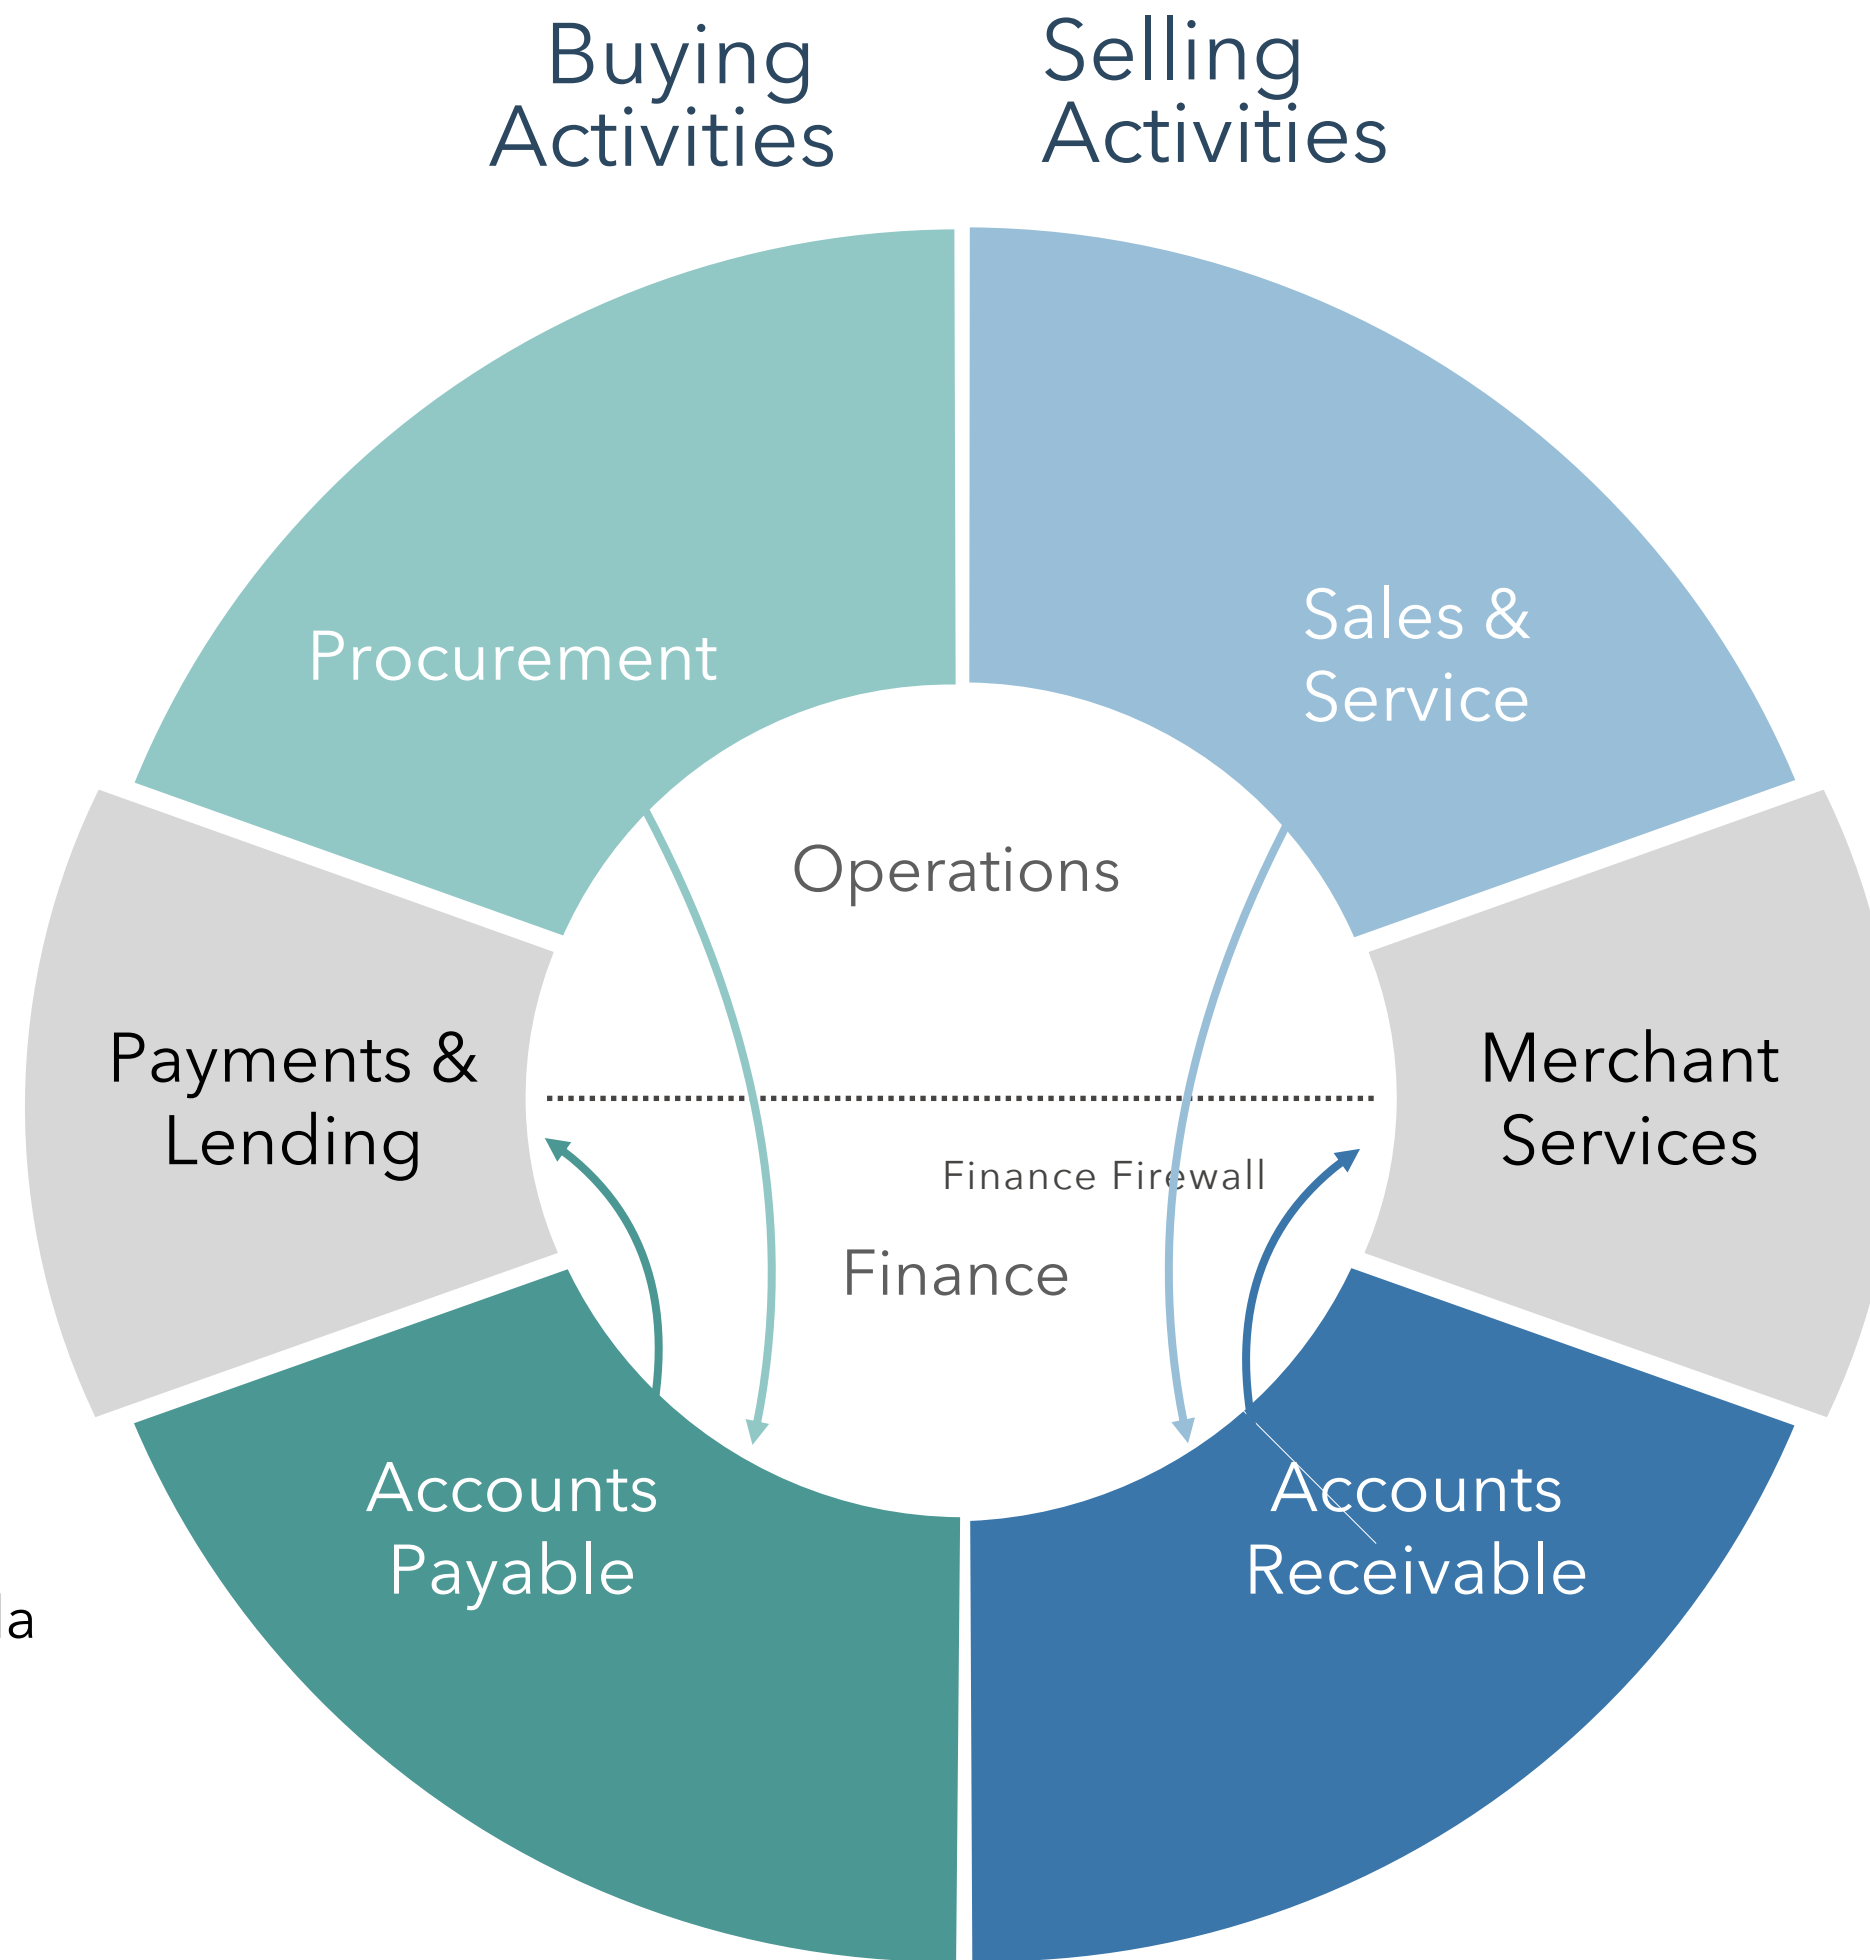 Buying
Activities
Selling
Activities
Procurement
Sales &
Service
Operations
Payments &
Lending
Merchant
Services
Finance Firewall
Finance
Accounts
Payable
Accounts
Receivable